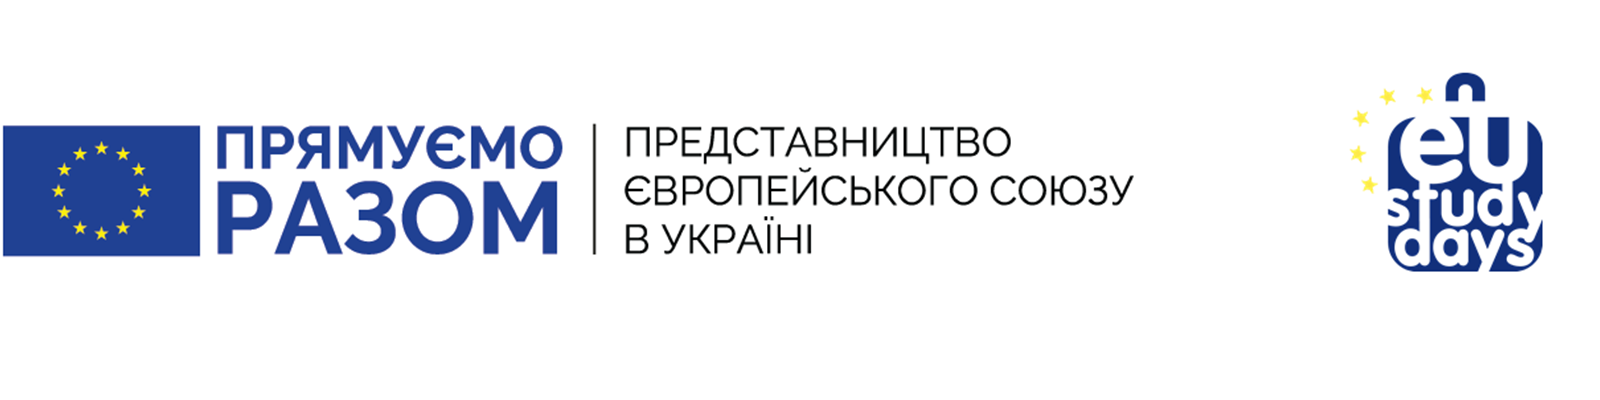 ПРЯМУЄМО
РАЗОМ
ПРЕДСТАВНИЦТВО
ЄВРОПЕЙСЬКОГО СОЮЗУ
В УКРАЇНІ
eu
study
days